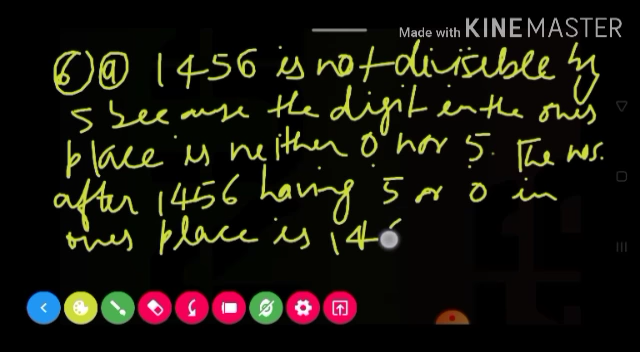 Made with KINEMASTER
6 a 1456 is not divisible by
5 because the digit in the ones
place is neither 0 nor 5. The nos.
after 1456 having 5 or 0 in
ones place is 146